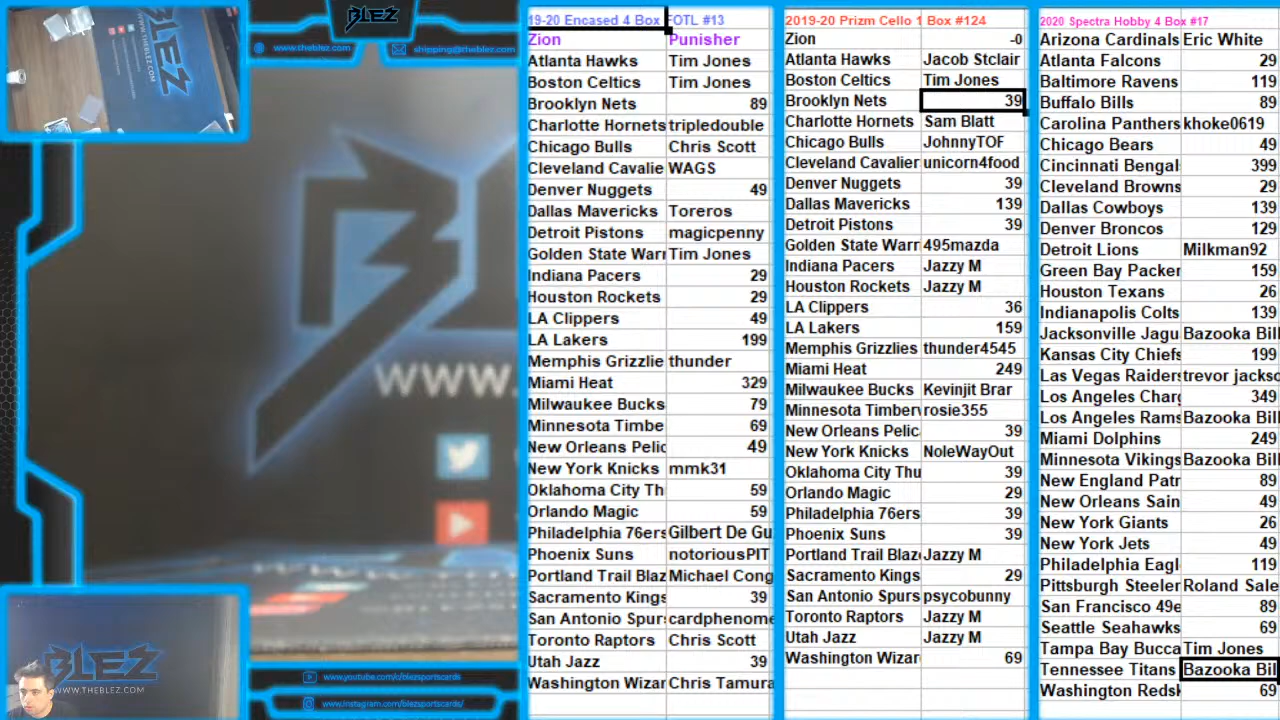 BLEZ
www.theblez.com
shipping@theblez.com
WWW.
BLEZ
WWW.THEBLEZ.COM
www.youtube.com/c/blezsportscards
www.instagram.com/blezsportscards/
19-20 Encased 4 Box FOTL #13
Zion Punisher
Atlanta Hawks Tim Jones
Boston Celtics Tim Jones
Brooklyn Nets 89
Charlotte Hornets tripledouble
Chicago Bulls Chris Scott
Cleveland Cavalie WAGS
Denver Nuggets 49
Dallas Mavericks Toreros
Detroit Pistons magicpenny
Golden State Warr Tim Jones
Indiana Pacers 29
Houston Rockets 29
LA Clippers 49
LA Lakers 199
Memphis Grizzlie thunder
Miami Heat 329
Milwaukee Bucks 79
Minnesota Timbe 69
New Orleans Pelic 49
New York Knicks mmk31
Oklahoma City Th 59
Orlando Magic 59
Philadelphia 76ers Gilbert De Gu
Phoenix Suns notoriousPIT
Portland Trail Blaz Michael Cong
Sacramento Kings 39
San Antonio Spurs cardphenome
Toronto Raptors Chris Scott
Utah Jazz 39
Washington Wizar Chris Tamura
2019-20 Prizm Cello 1 Box #124
Zion -0
Atlanta Hawks Jacob Stclair
Boston Celtics Tim Jones
Brooklyn Nets 39
Charlotte Hornets Sam Blatt
Chicago Bulls JohnnyTOF
Cleveland Cavalier unicorn4food
Denver Nuggets 39
Dallas Mavericks 139
Detroit Pistons 39
Golden State Warr 495mazda
Indiana Pacers Jazzy M
Houston Rockets Jazzy M
LA Clippers 36
LA Lakers 159
Memphis Grizzlies thunder4545
Miami Heat 249
Milwaukee Bucks Kevinjit Brar
Minnesota Timberv rosie355
New Orleans Pelic 39
New York Knicks NoleWayOut
Oklahoma City Thu 39
Orlando Magic 29
Philadelphia 76ers 39
Phoenix Suns 39
Portland Trail Blaze Jazzy M
Sacramento Kings 29
San Antonio Spurs psycobunny
Toronto Raptors Jazzy M
Utah Jazz Jazzy M
Washington Wizar 69
2020 Spectra Hobby 4 Box #17
Arizona Cardinals Eric White
Atlanta Falcons 29
Baltimore Ravens 119
Buffalo Bills 89
Carolina Panthers khoke0619
Chicago Bears 49
Cincinnati Bengal 399
Cleveland Browns 29
Dallas Cowboys 139
Denver Broncos 129
Detroit Lions Milkman92
Green Bay Packer 159
Houston Texans 26
Indianapolis Colts 139
Jacksonville Jagu Bazooka Bill
Kansas City Chiefs 199
Las Vegas Raiders trevor jackso
Los Angeles Charg 349
Los Angeles Rams Bazooka Bill
Miami Dolphins 249
Minnesota Vikings Bazooka Bill
New England Patr 89
New Orleans Sain 49
New York Giants 26
New York Jets 49
Philadelphia Eagl 119
Pittsburgh Steeler Roland Sale
San Francisco 49e 89
Seattle Seahawks 69
Tampa Bay Bucca Tim Jones
Tennessee Titans Bazooka Bil
Washington Redsk 69